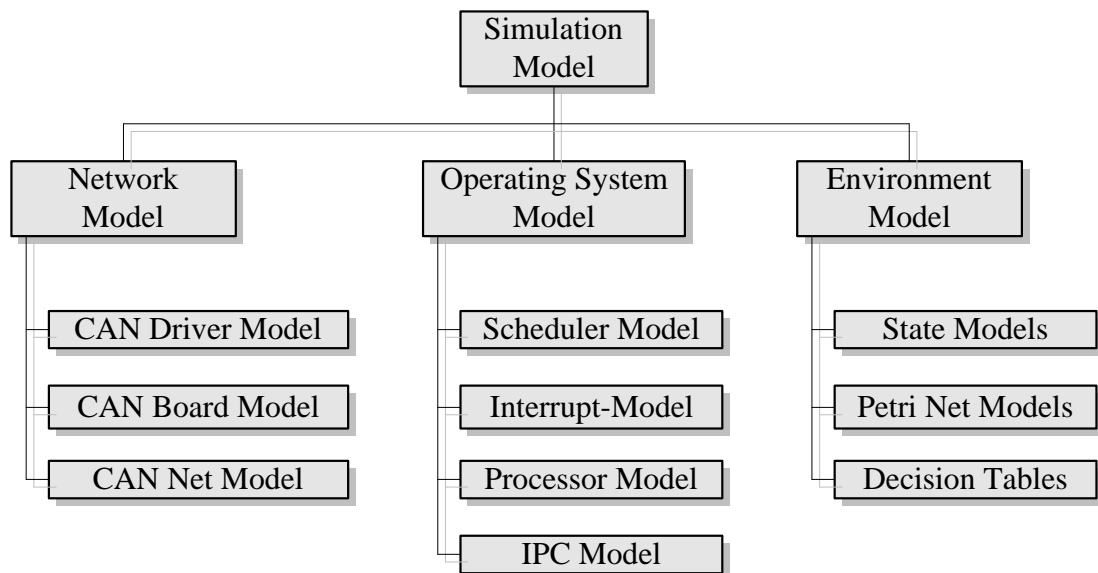 Simulation
Model
Network
Model
Operating System
Model
Environment
Model
CAN Driver Model
Scheduler Model
State Models
CAN Board Model
Interrupt-Model
Petri Net Models
CAN Net Model
Processor Model
Decision Tables
IPC Model